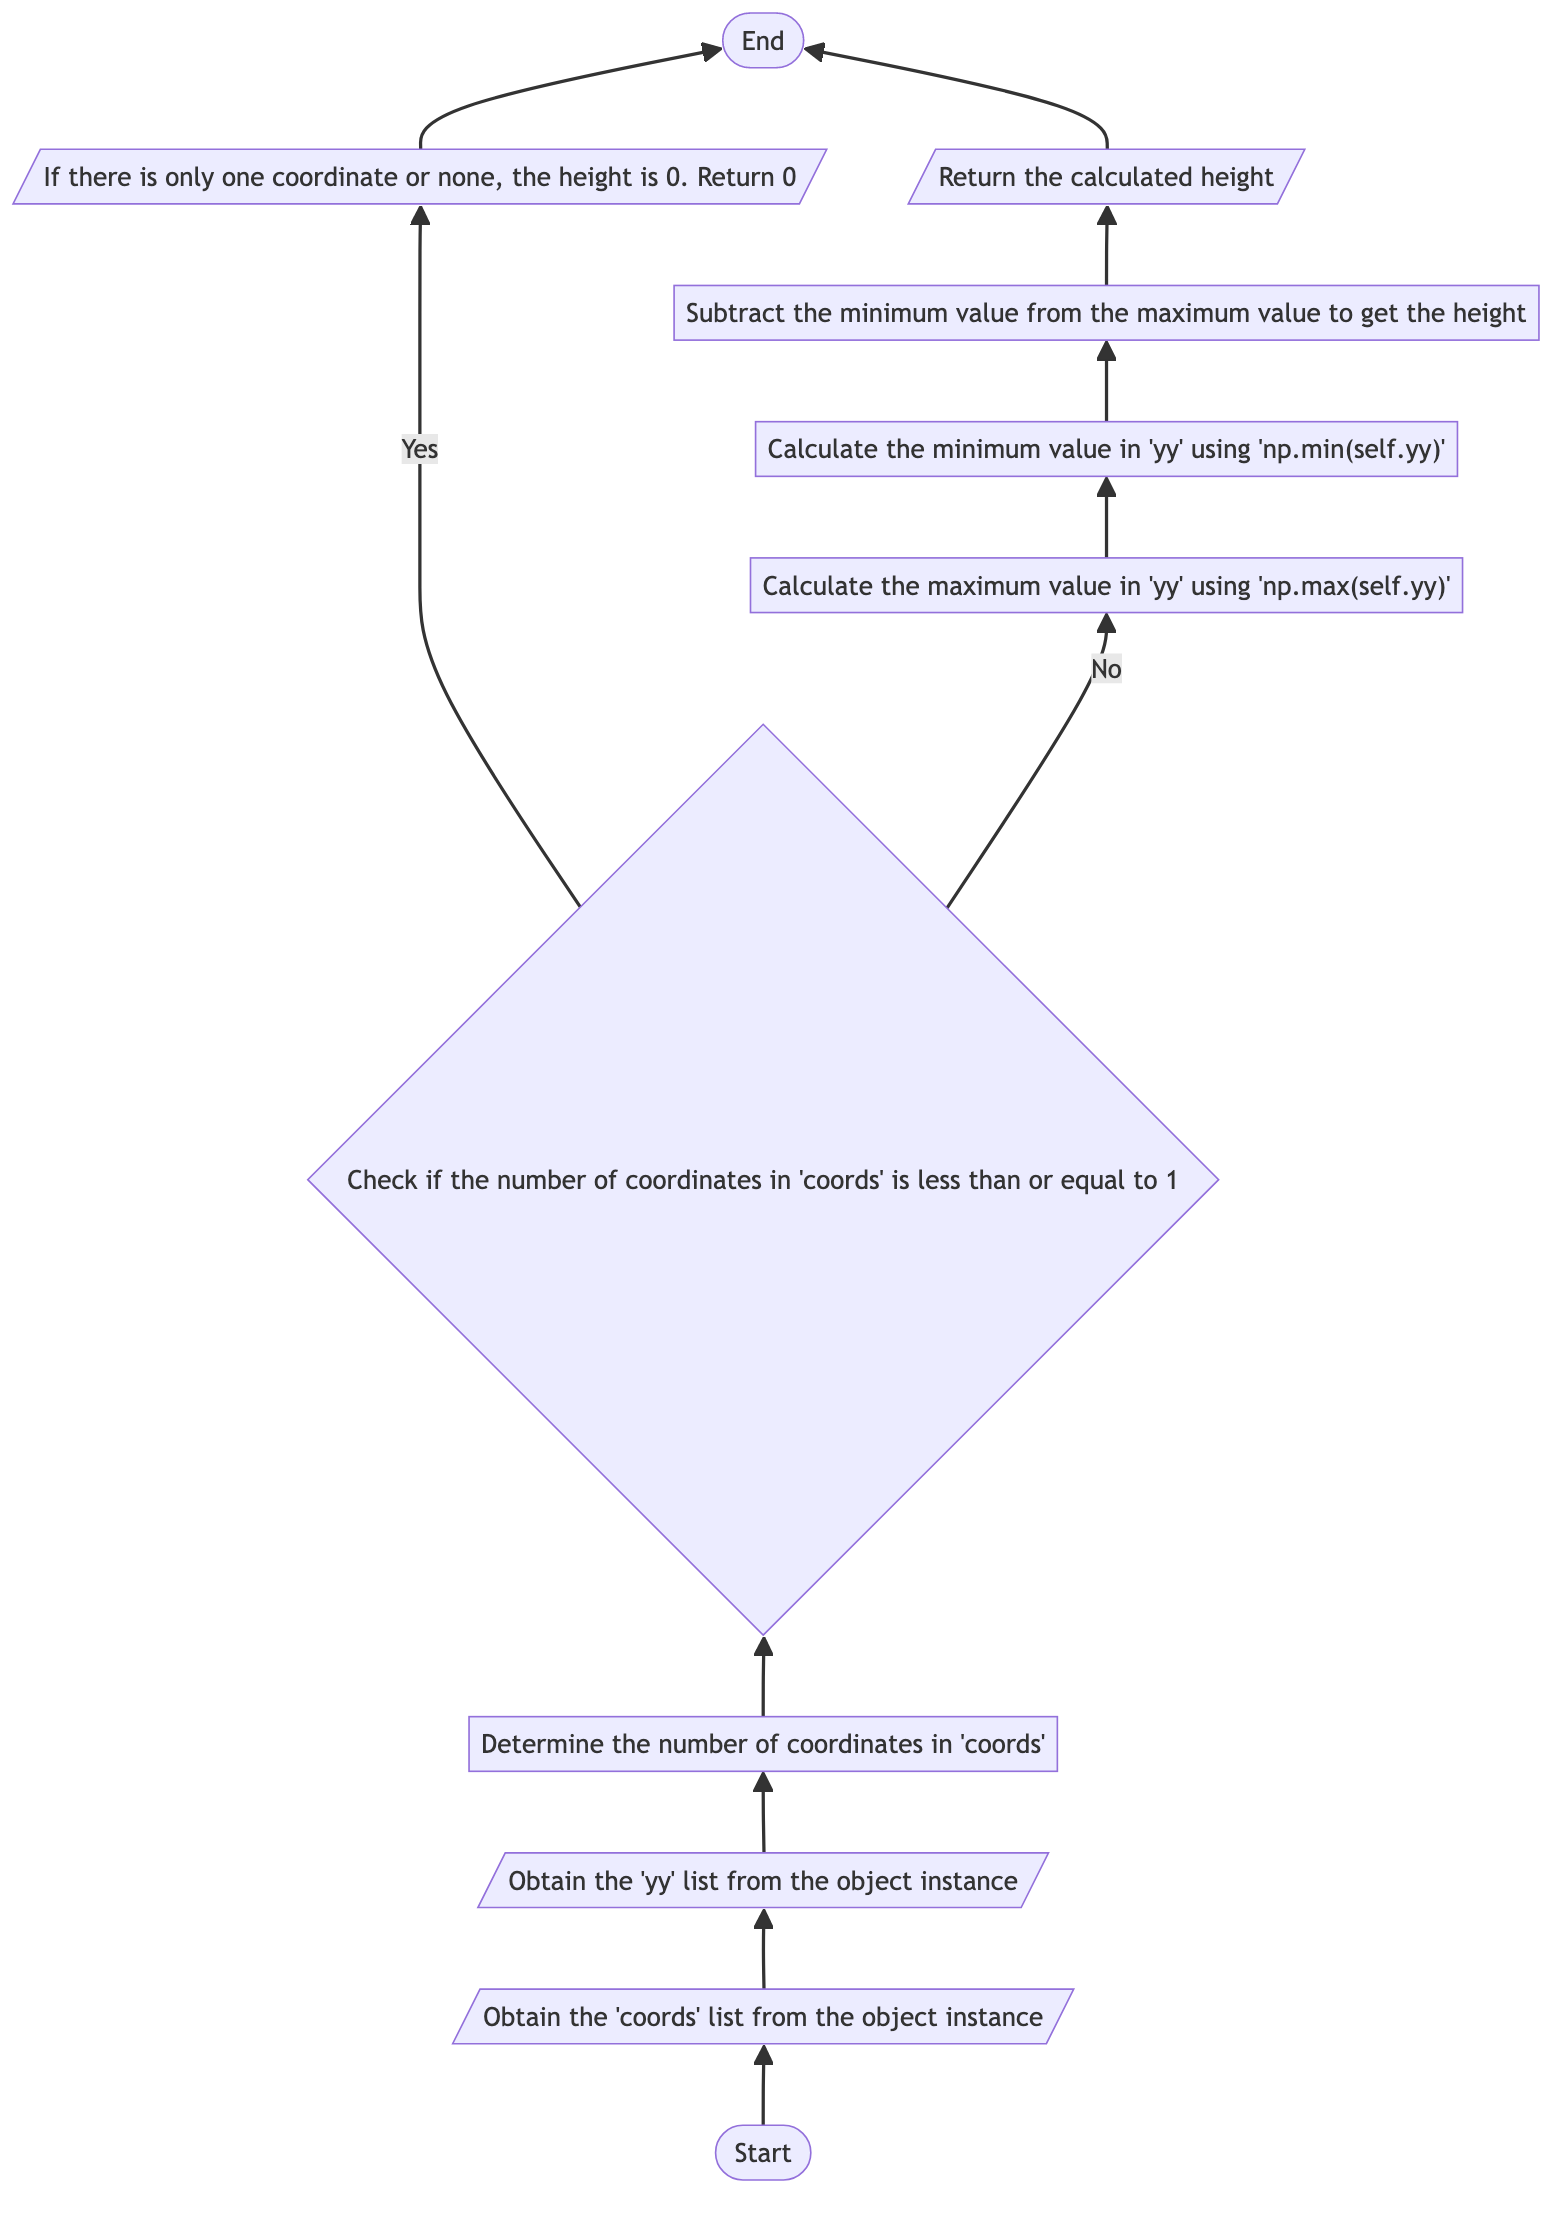 End
If there is only one coordinate or none, the height is 0. Return 0
Return the calculated height
Subtract the minimum value from the maximum value to get the height
Yes
Calculate the minimum value in 'yy' using 'np.min(self.yy)'
Calculate the maximum value in 'yy' using 'np.max(self.yy)'
No
Check if the number of coordinates in 'coords' is less than or equal to 1
Determine the number of coordinates in 'coords'
Obtain the 'yy' list from the object instance
Obtain the 'coords' list from the object instance
Start